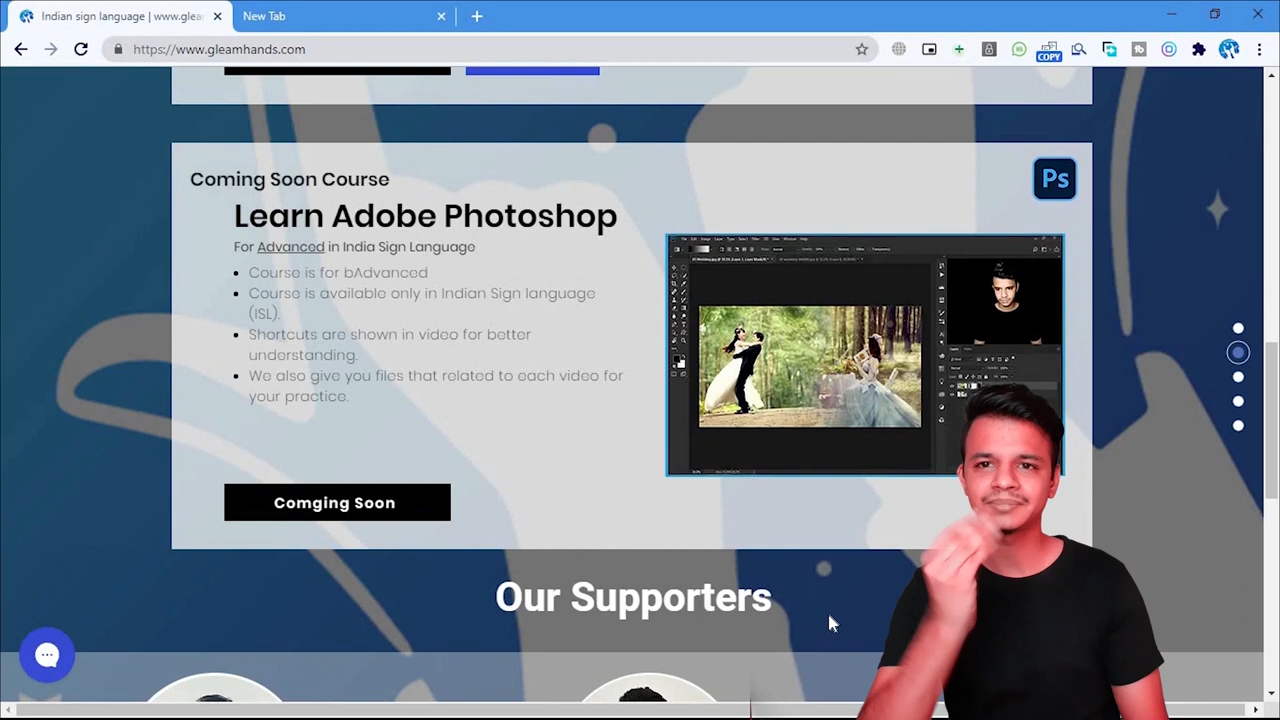 Indian sign language | www.glea
New Tab
https://www.gleamhands.com
COPY
Coming Soon Course
Ps
Learn Adobe Photoshop
For Advanced in India Sign Language
Course is for bAdvanced
Course is available only in Indian Sign language
(ISL).
Shortcuts are shown in video for better
understanding.
We also give you files that related to each video for
your practice.
Comging Soon
Our Supporters